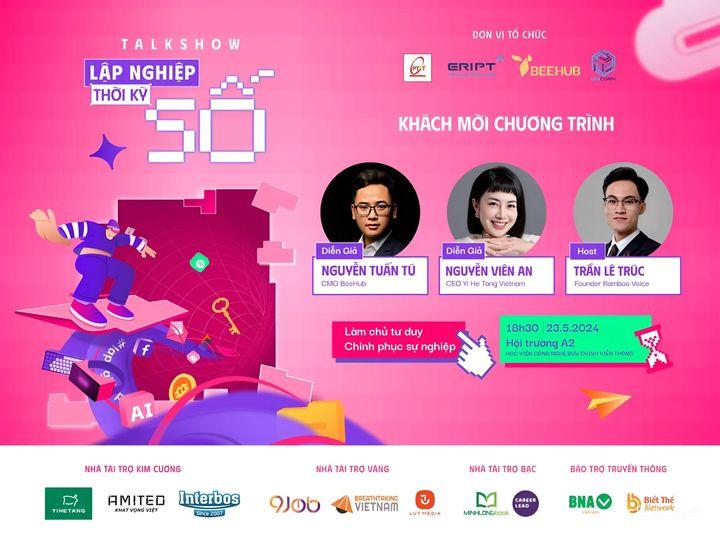 TALKSHOW
LẬP NGHIỆP
THỜI KỲ
SỐ
ĐƠN VỊ TỔ CHỨC
PTIT
ERIPT
BEEHUB
KHÁCH MỜI CHƯƠNG TRÌNH
Diễn Giả
NGUYỄN TUẤN TÚ
CMO BeeHub
Diễn Giả
NGUYỄN VIÊN AN
CEO Yi He Tang Vietnam
Host
TRẦN LÊ TRÚC
Founder Bamboo Voice
Làm chủ tư duy
Chinh phục sự nghiệp
18h30 | 23.5.2024
Hội trường A2
HỌC VIỆN CÔNG NGHỆ BƯU CHÍNH VIỄN THÔNG
AI
NHÀ TÀI TRỢ KIM CƯƠNG
YIHETANG
AMITED
KHÁT VỌNG VIỆT
Interbos
Since 2007
NHÀ TÀI TRỢ VÀNG
9Job
BREATHTAKING
VIETNAM
LUT MEDIA
NHÀ TÀI TRỢ BẠC
MINHLONGbook
CAREER
LEAD
BẢO TRỢ TRUYỀN THÔNG
BNA
Biết Thế
Network